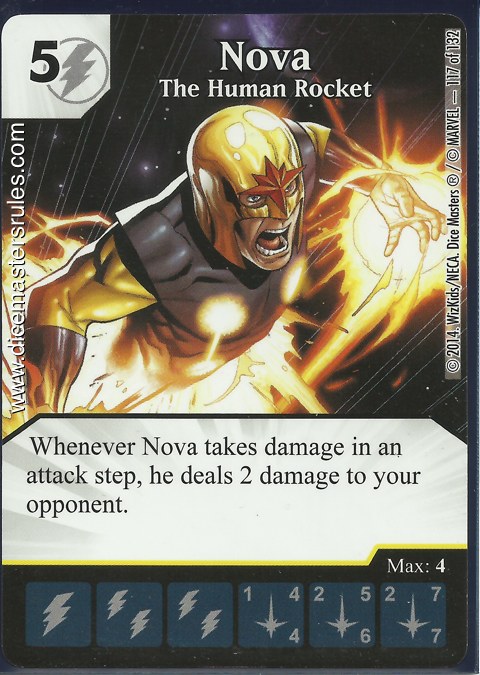 5
Nova
The Human Rocket
www.dicemastersrules.com
© 2014. WizKids/NECA. Dice Masters ® / © MARVEL — 117 of 132
Whenever Nova takes damage in an
attack step, he deals 2 damage to your
opponent.
Max: 4
1 4 4
2 5 6
2 7 7